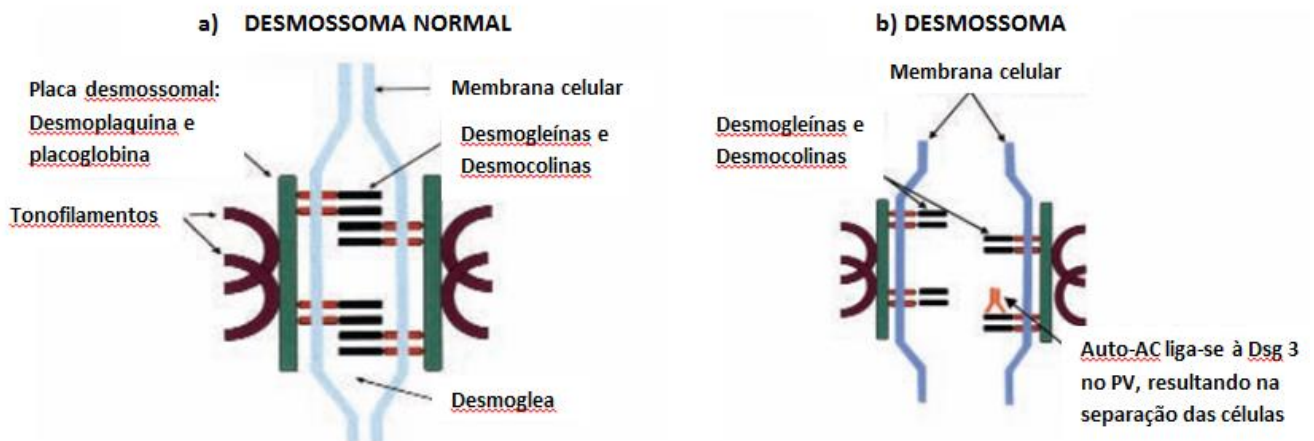 a) DESMOSSOMA NORMAL
Placa desmossomal:
Desmoplaquina e
placoglobina
Tonofilamentos
Membrana celular
Desmogleínas e
Desmocolinas
Desmoglea
b) DESMOSSOMA
Membrana celular
Desmogleínas e
Desmocolinas
Auto-AC liga-se à Dsg 3
no PV, resultando na
separação das células